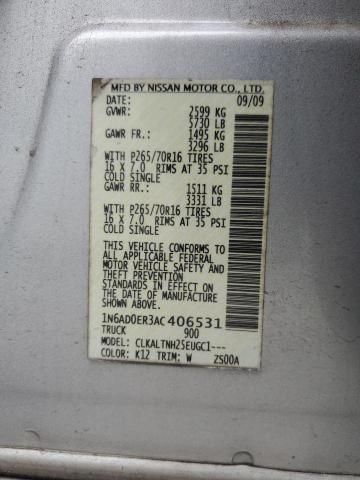 MFD BY NISSAN MOTOR CO., LTD.
DATE: 09/09
GVWR: 2599 KG
5730 LB
GAWR FR.: 1495 KG
3296 LB
WITH P265/70R16 TIRES
16 X 7.0 RIMS AT 35 PSI
COLD SINGLE
GAWR RR.: 1511 KG
3331 LB
WITH P265/70R16 TIRES
16 X 7.0 RIMS AT 35 PSI
COLD SINGLE
THIS VEHICLE CONFORMS TO
ALL APPLICABLE FEDERAL
MOTOR VEHICLE SAFETY AND
THEFT PREVENTION
STANDARDS IN EFFECT ON
THE DATE OF MANUFACTURE
SHOWN ABOVE.
1N6AD0ER3AC406531
TRUCK 900
MODEL: CLKALTNH25EUGC1---
COLOR: K12 TRIM: W ZS00A